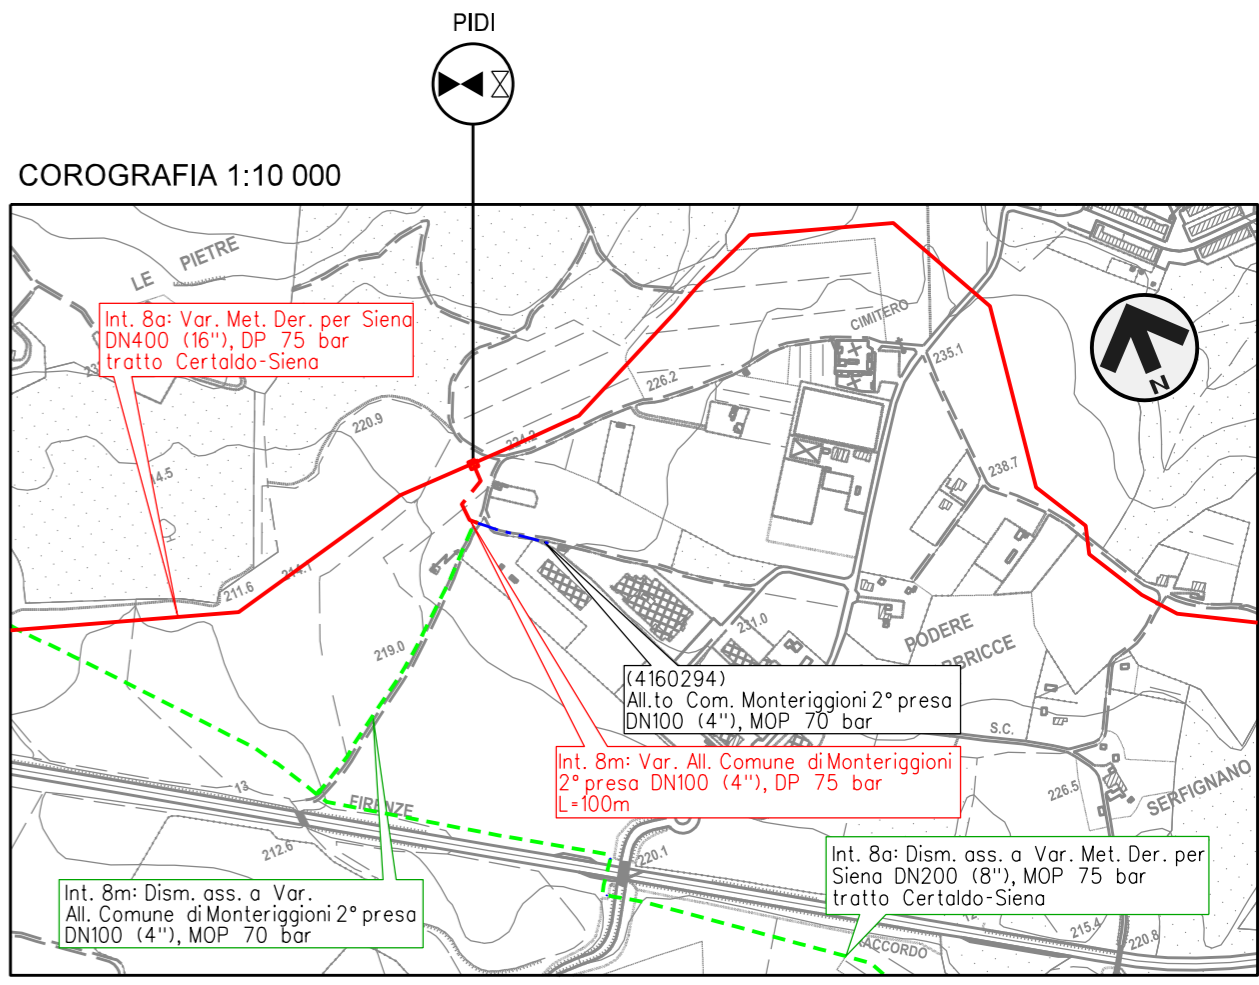 PIDI
COROGRAFIA 1:10 000
LE PIETRE
Int. 8a: Var. Met. Der. per Siena
DN400 (16"), DP 75 bar
tratto Certaldo-Siena
CIMITERO
235.1
N
226.2
220.9
238.7
211.6
219.0
231.0
PODERE
(4160294)
All.to Com. Monteriggioni 2° presa
DN100 (4"), MOP 70 bar
S.C.
Int. 8m: Var. All. Comune di Monteriggioni
2° presa DN100 (4"), DP 75 bar
L=100m
226.5
SERFIGNANO
13
FIRENZE
212.6
220.1
Int. 8a: Dism. ass. a Var. Met. Der. per
Siena DN200 (8"), MOP 75 bar
tratto Certaldo-Siena
Int. 8m: Dism. ass. a Var.
All. Comune di Monteriggioni 2° presa
DN100 (4"), MOP 70 bar
215.4
220.8